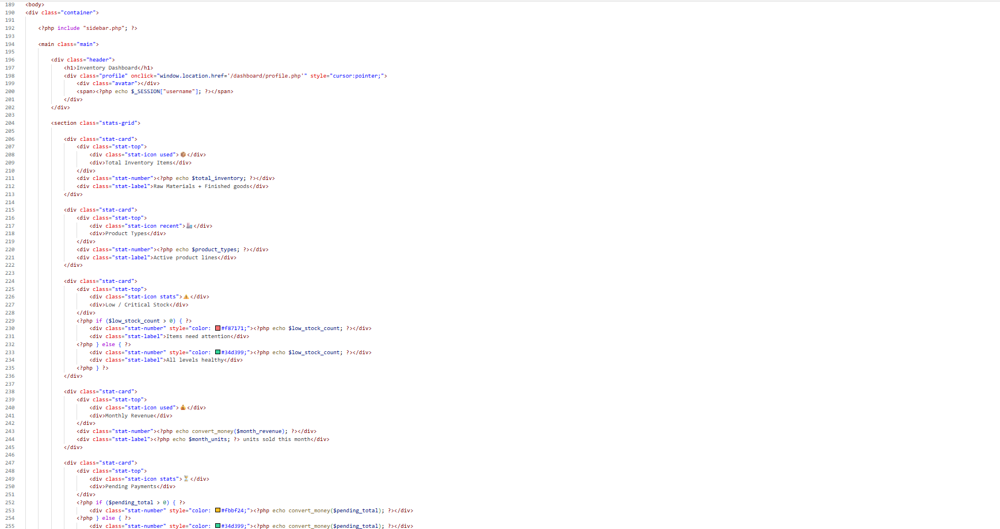 189 <body>
190 <div class="container">
191
192 <?php include "sidebar.php"; ?>
193
194 <main class="main">
195
196 <div class="header">
197 <h1>Inventory Dashboard</h1>
198 <div class="profile" onclick="window.location.href='/dashboard/profile.php'" style="cursor:pointer;">
199 <div class="avatar"></div>
200 <span><?php echo $_SESSION["username"]; ?></span>
201 </div>
202 </div>
203
204 <section class="stats-grid">
205
206 <div class="stat-card">
207 <div class="stat-top">
208 <div class="stat-icon used">📦</div>
209 <div>Total Inventory Items</div>
210 </div>
211 <div class="stat-number"><?php echo $total_inventory; ?></div>
212 <div class="stat-label">Raw Materials + Finished goods</div>
213 </div>
214
215 <div class="stat-card">
216 <div class="stat-top">
217 <div class="stat-icon recent">🏭</div>
218 <div>Product Types</div>
219 </div>
220 <div class="stat-number"><?php echo $product_types; ?></div>
221 <div class="stat-label">Active product lines</div>
222 </div>
223
224 <div class="stat-card">
225 <div class="stat-top">
226 <div class="stat-icon stats">⚠️</div>
227 <div>Low / Critical Stock</div>
228 </div>
229 <?php if ($low_stock_count > 0) { ?>
230 <div class="stat-number" style="color: #f87171;"><?php echo $low_stock_count; ?></div>
231 <div class="stat-label">Items need attention</div>
232 <?php } else { ?>
233 <div class="stat-number" style="color: #34d399;"><?php echo $low_stock_count; ?></div>
234 <div class="stat-label">All levels healthy</div>
235 <?php } ?>
236 </div>
237
238 <div class="stat-card">
239 <div class="stat-top">
240 <div class="stat-icon used">💰</div>
241 <div>Monthly Revenue</div>
242 </div>
243 <div class="stat-number"><?php echo convert_money($month_revenue); ?></div>
244 <div class="stat-label"><?php echo $month_units; ?> units sold this month</div>
245 </div>
246
247 <div class="stat-card">
248 <div class="stat-top">
249 <div class="stat-icon stats">⏳</div>
250 <div>Pending Payments</div>
251 </div>
252 <?php if ($pending_total > 0) { ?>
253 <div class="stat-number" style="color: #fbbf24;"><?php echo convert_money($pending_total); ?></div>
254 <?php } else { ?>
255 <div class="stat-number" style="color: #34d399;"><?php echo convert_money($pending_total); ?></div>